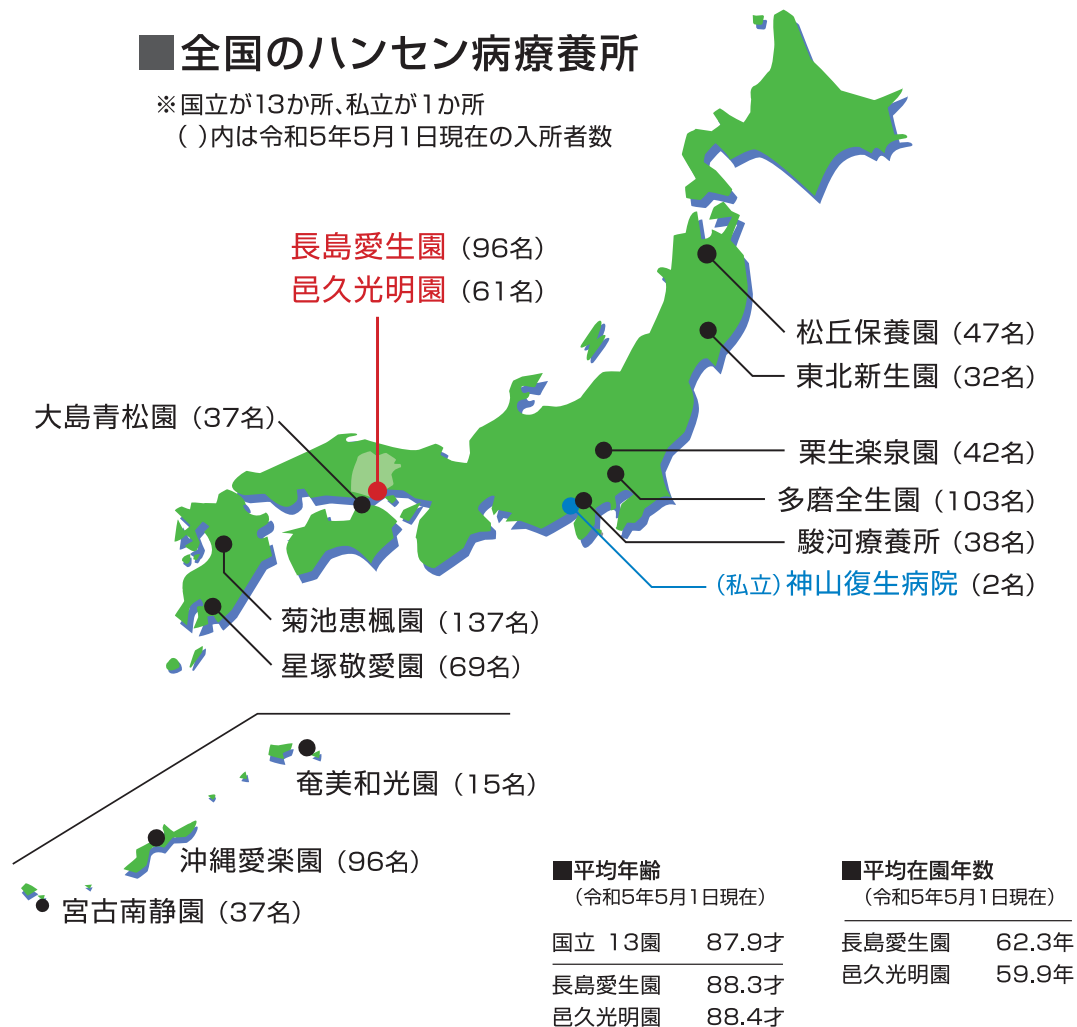 ■全国のハンセン病療養所
※国立が13か所、私立が1か所
( )内は令和5年5月1日現在の入所者数
長島愛生園 (96名)
邑久光明園 (61名)
松丘保養園 (47名)
東北新生園 (32名)
大島青松園 (37名)
栗生楽泉園 (42名)
多磨全生園 (103名)
駿河療養所 (38名)
(私立)神山復生病院 (2名)
菊池恵楓園 (137名)
星塚敬愛園 (69名)
奄美和光園 (15名)
沖縄愛楽園 (96名)
宮古南静園 (37名)
■平均年齢
(令和5年5月1日現在)
国立 13園 87.9才
長島愛生園 88.3才
邑久光明園 88.4才
■平均在園年数
(令和5年5月1日現在)
長島愛生園 62.3年
邑久光明園 59.9年